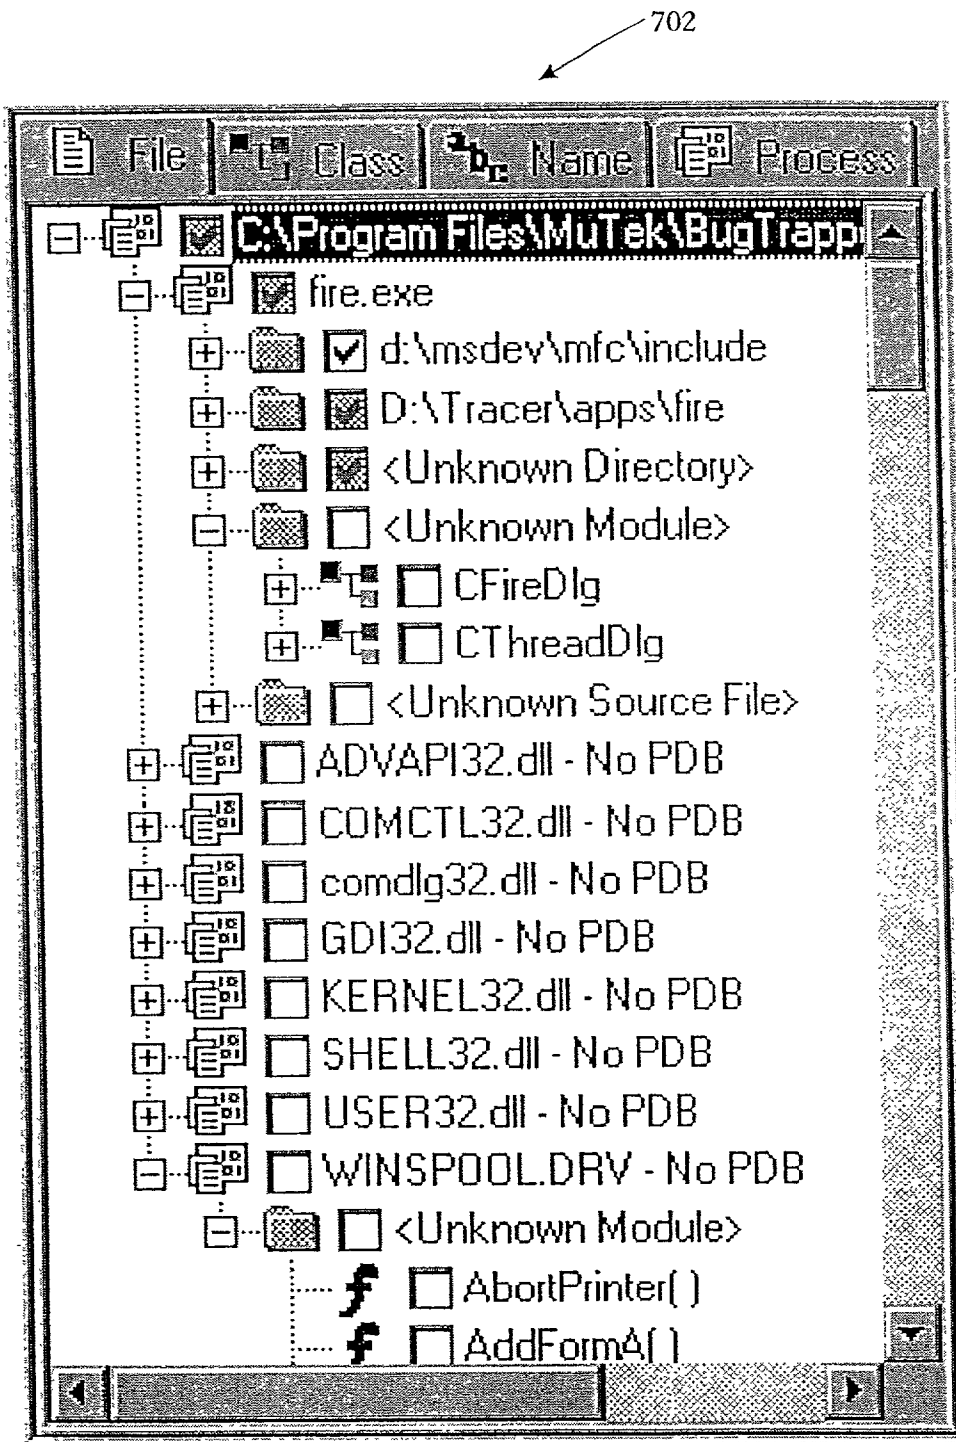 702
File Class Name Process
C:\Program Files\MuTek\BugTrapp
fire.exe
d:\msdev\mfc\include
D:\Tracer\apps\fire
<Unknown Directory>
<Unknown Module>
CFireDlg
CThreadDlg
<Unknown Source File>
ADVAPI32.dll - No PDB
COMCTL32.dll - No PDB
comdlg32.dll - No PDB
GDI32.dll - No PDB
KERNEL32.dll - No PDB
SHELL32.dll - No PDB
USER32.dll - No PDB
WINSPOOL.DRV - No PDB
<Unknown Module>
AbortPrinter( )
AddFormA( )